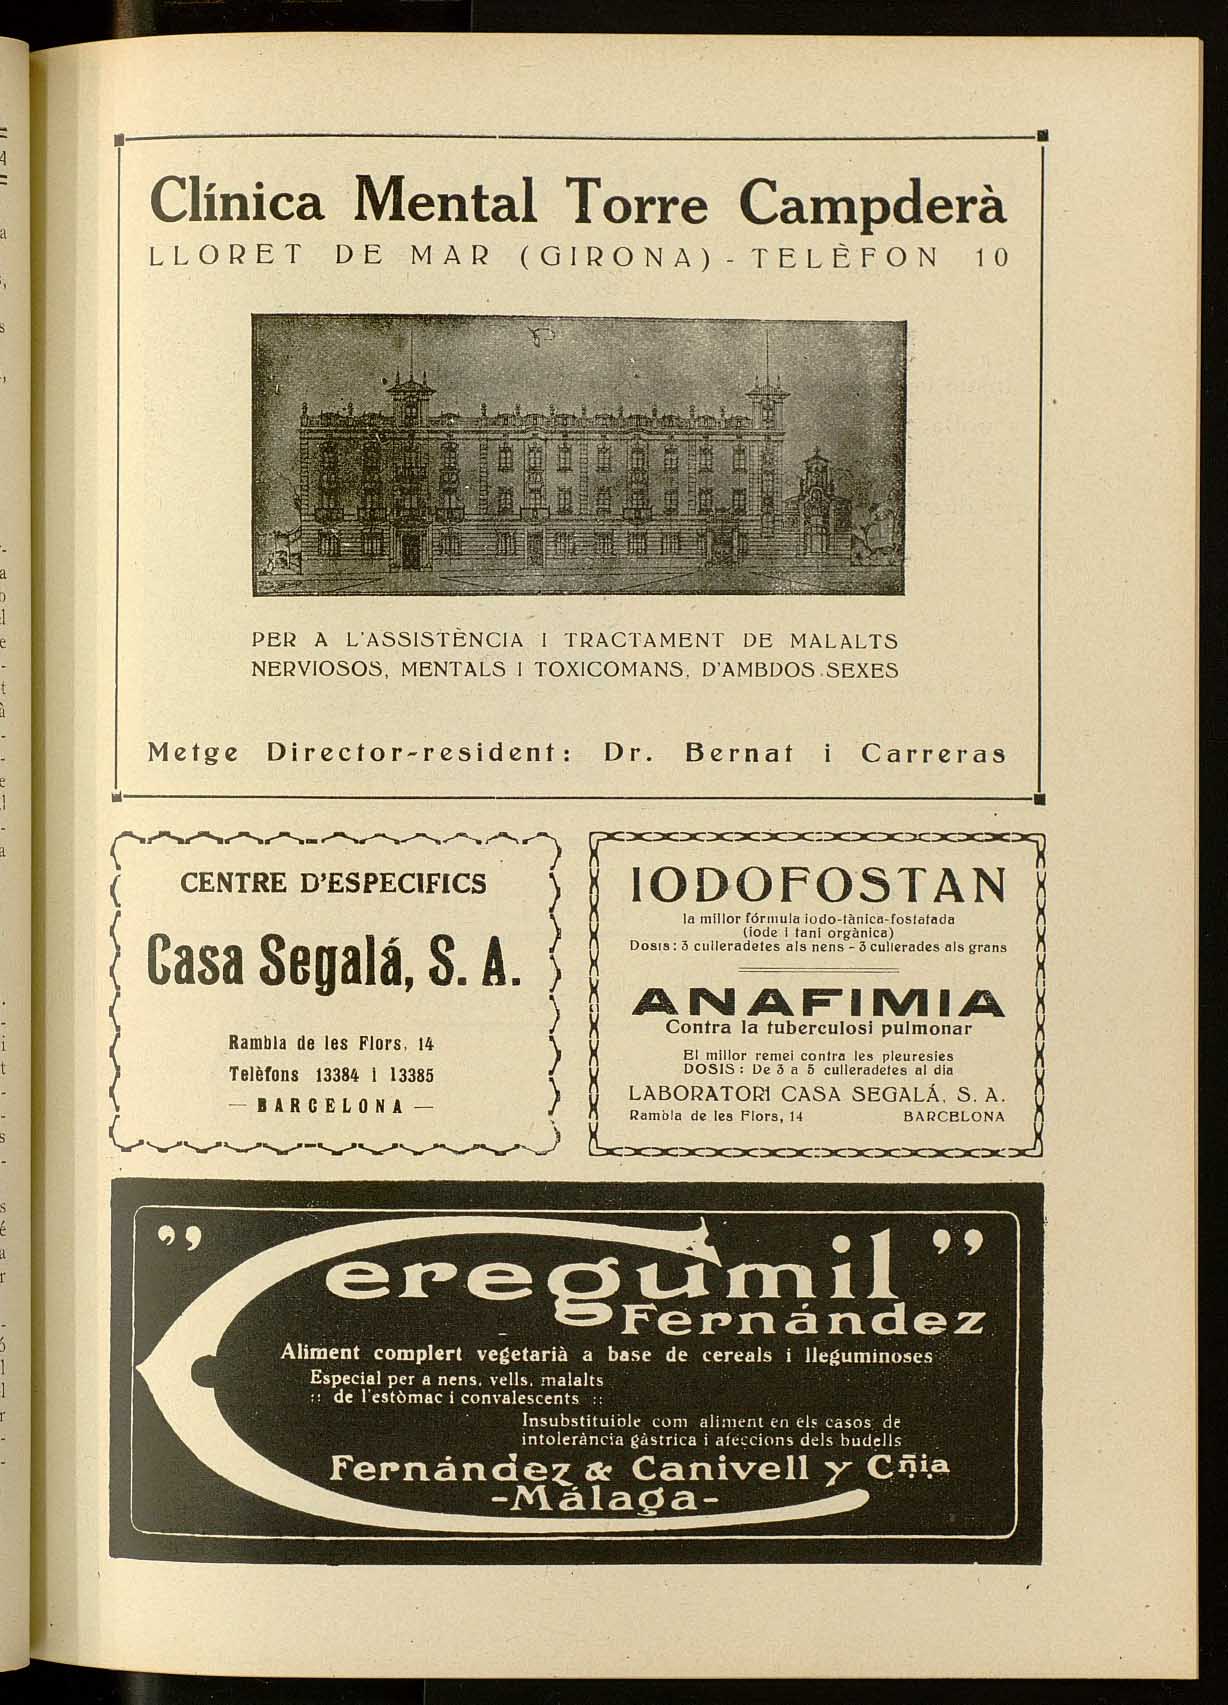 Clínica Mental Torre Campderà
LLORET DE MAR (GIRONA) - TELÈFON 10
PER A L'ASSISTÈNCIA I TRACTAMENT DE MALALTS
NERVIOSOS, MENTALS I TOXICOMANS, D'AMBDOS SEXES
Metge Director-resident: Dr. Bernat i Carreras
CENTRE D'ESPECIFICS
Casa Segalá, S. A.
Rambla de les Flors, 14
Telèfons 13384 i 13385
— BARCELONA —
IODOFOSTAN
la millor fórmula iodo-tànica-fosfatada
(iode i taní orgànica)
Dosis: 3 culleradetes als nens - 3 cullerades als grans
ANAFIMIA
Contra la tuberculosi pulmonar
El millor remei contra les pleuresies
DOSIS: De 3 a 5 culleradetes al dia
LABORATORI CASA SEGALÁ, S. A.
Rambla de les Flors, 14 BARCELONA
"Ceregumil"
Fernández
Aliment complert vegetarià a base de cereals i lleguminoses
Especial per a nens, vells, malalts
:: de l'estòmac i convalescents ::
Insubstituible com aliment en els casos de
intolerància gàstrica i afeccions dels budells
Fernández & Canivell y Cñia
-Málaga-